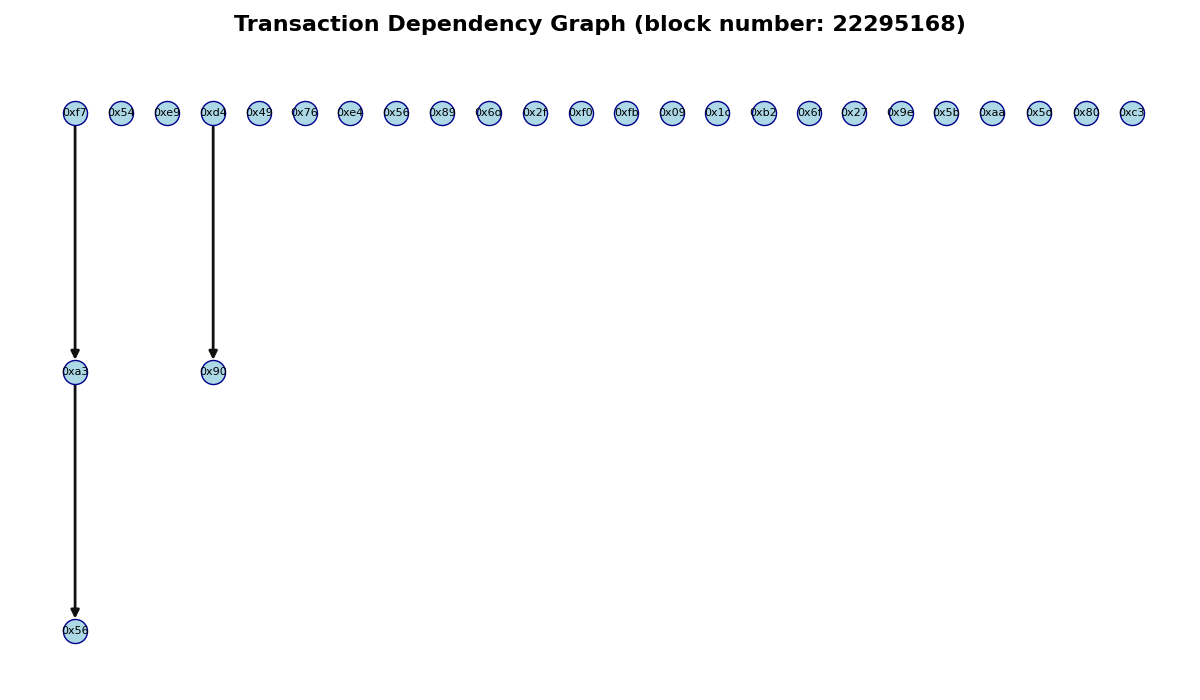 Transaction Dependency Graph (block number: 22295168)
0xf7 0x54 0xe9 0xd4 0x49 0x76 0xe4 0x56 0x89 0x6d 0x2f 0xf0 0xfb 0x09 0x1c 0xb2 0x6f 0x27 0x9e 0x5b 0xaa 0x5d 0x80 0xc3
0xa3 0x90
0x56